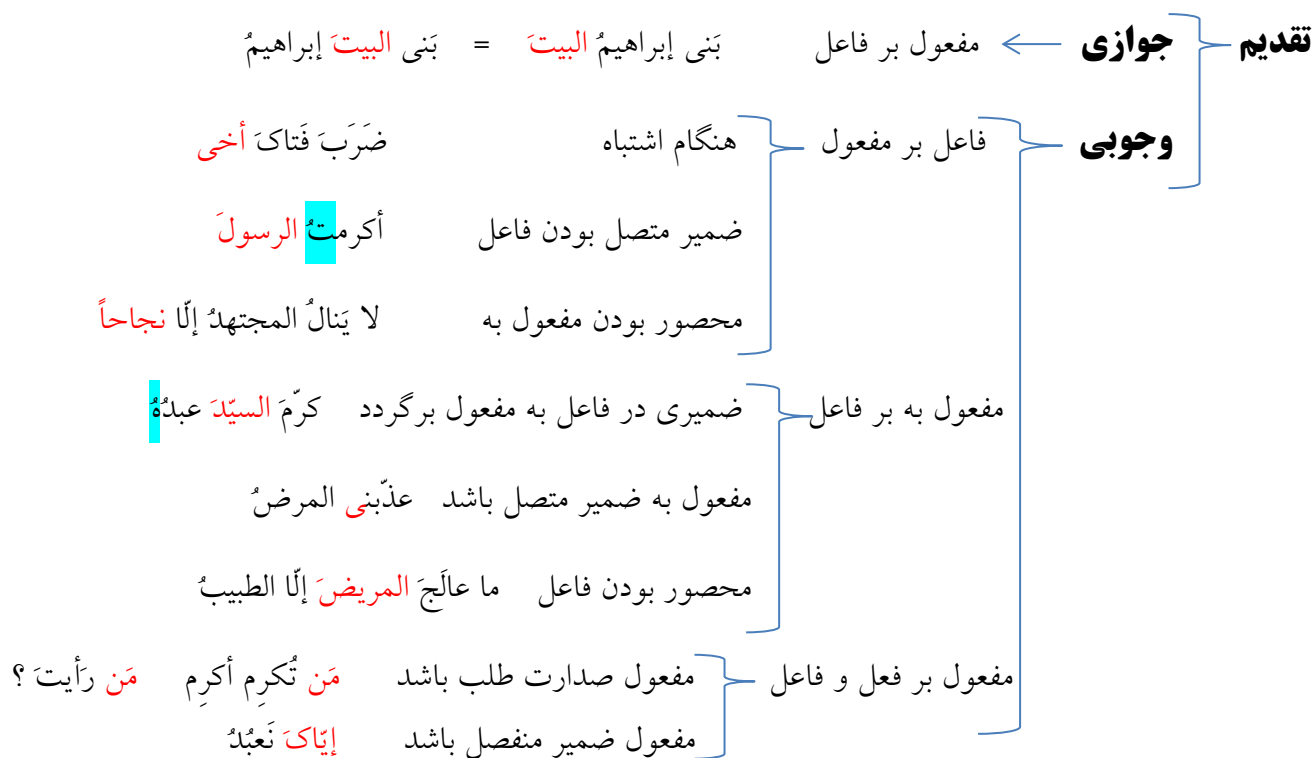 تقدیم جوازی مفعول بر فاعل بَنی إبراهیمُ البیتَ = بَنی البیتَ إبراهیمُ
وجوبی فاعل بر مفعول هنگام اشتباه ضَرَبَ فَتاکَ أخی
ضمیر متصل بودن فاعل أکرمتُ الرسولَ
محصور بودن مفعول به لا یَنالُ المجتهدُ إلّا نجاحاً
مفعول به بر فاعل ضمیری در فاعل به مفعول برگردد کرّمَ السیّدَ عبدُهُ
مفعول به ضمیر متصل باشد عذّبنی المرضُ
محصور بودن فاعل ما عالَجَ المریضَ إلّا الطبیبُ
مفعول بر فعل و فاعل مفعول صدارت طلب باشد مَن تُکرِم أکرِم مَن رَأیتَ ؟
مفعول ضمیر منفصل باشد إیّاکَ نَعبُدُ